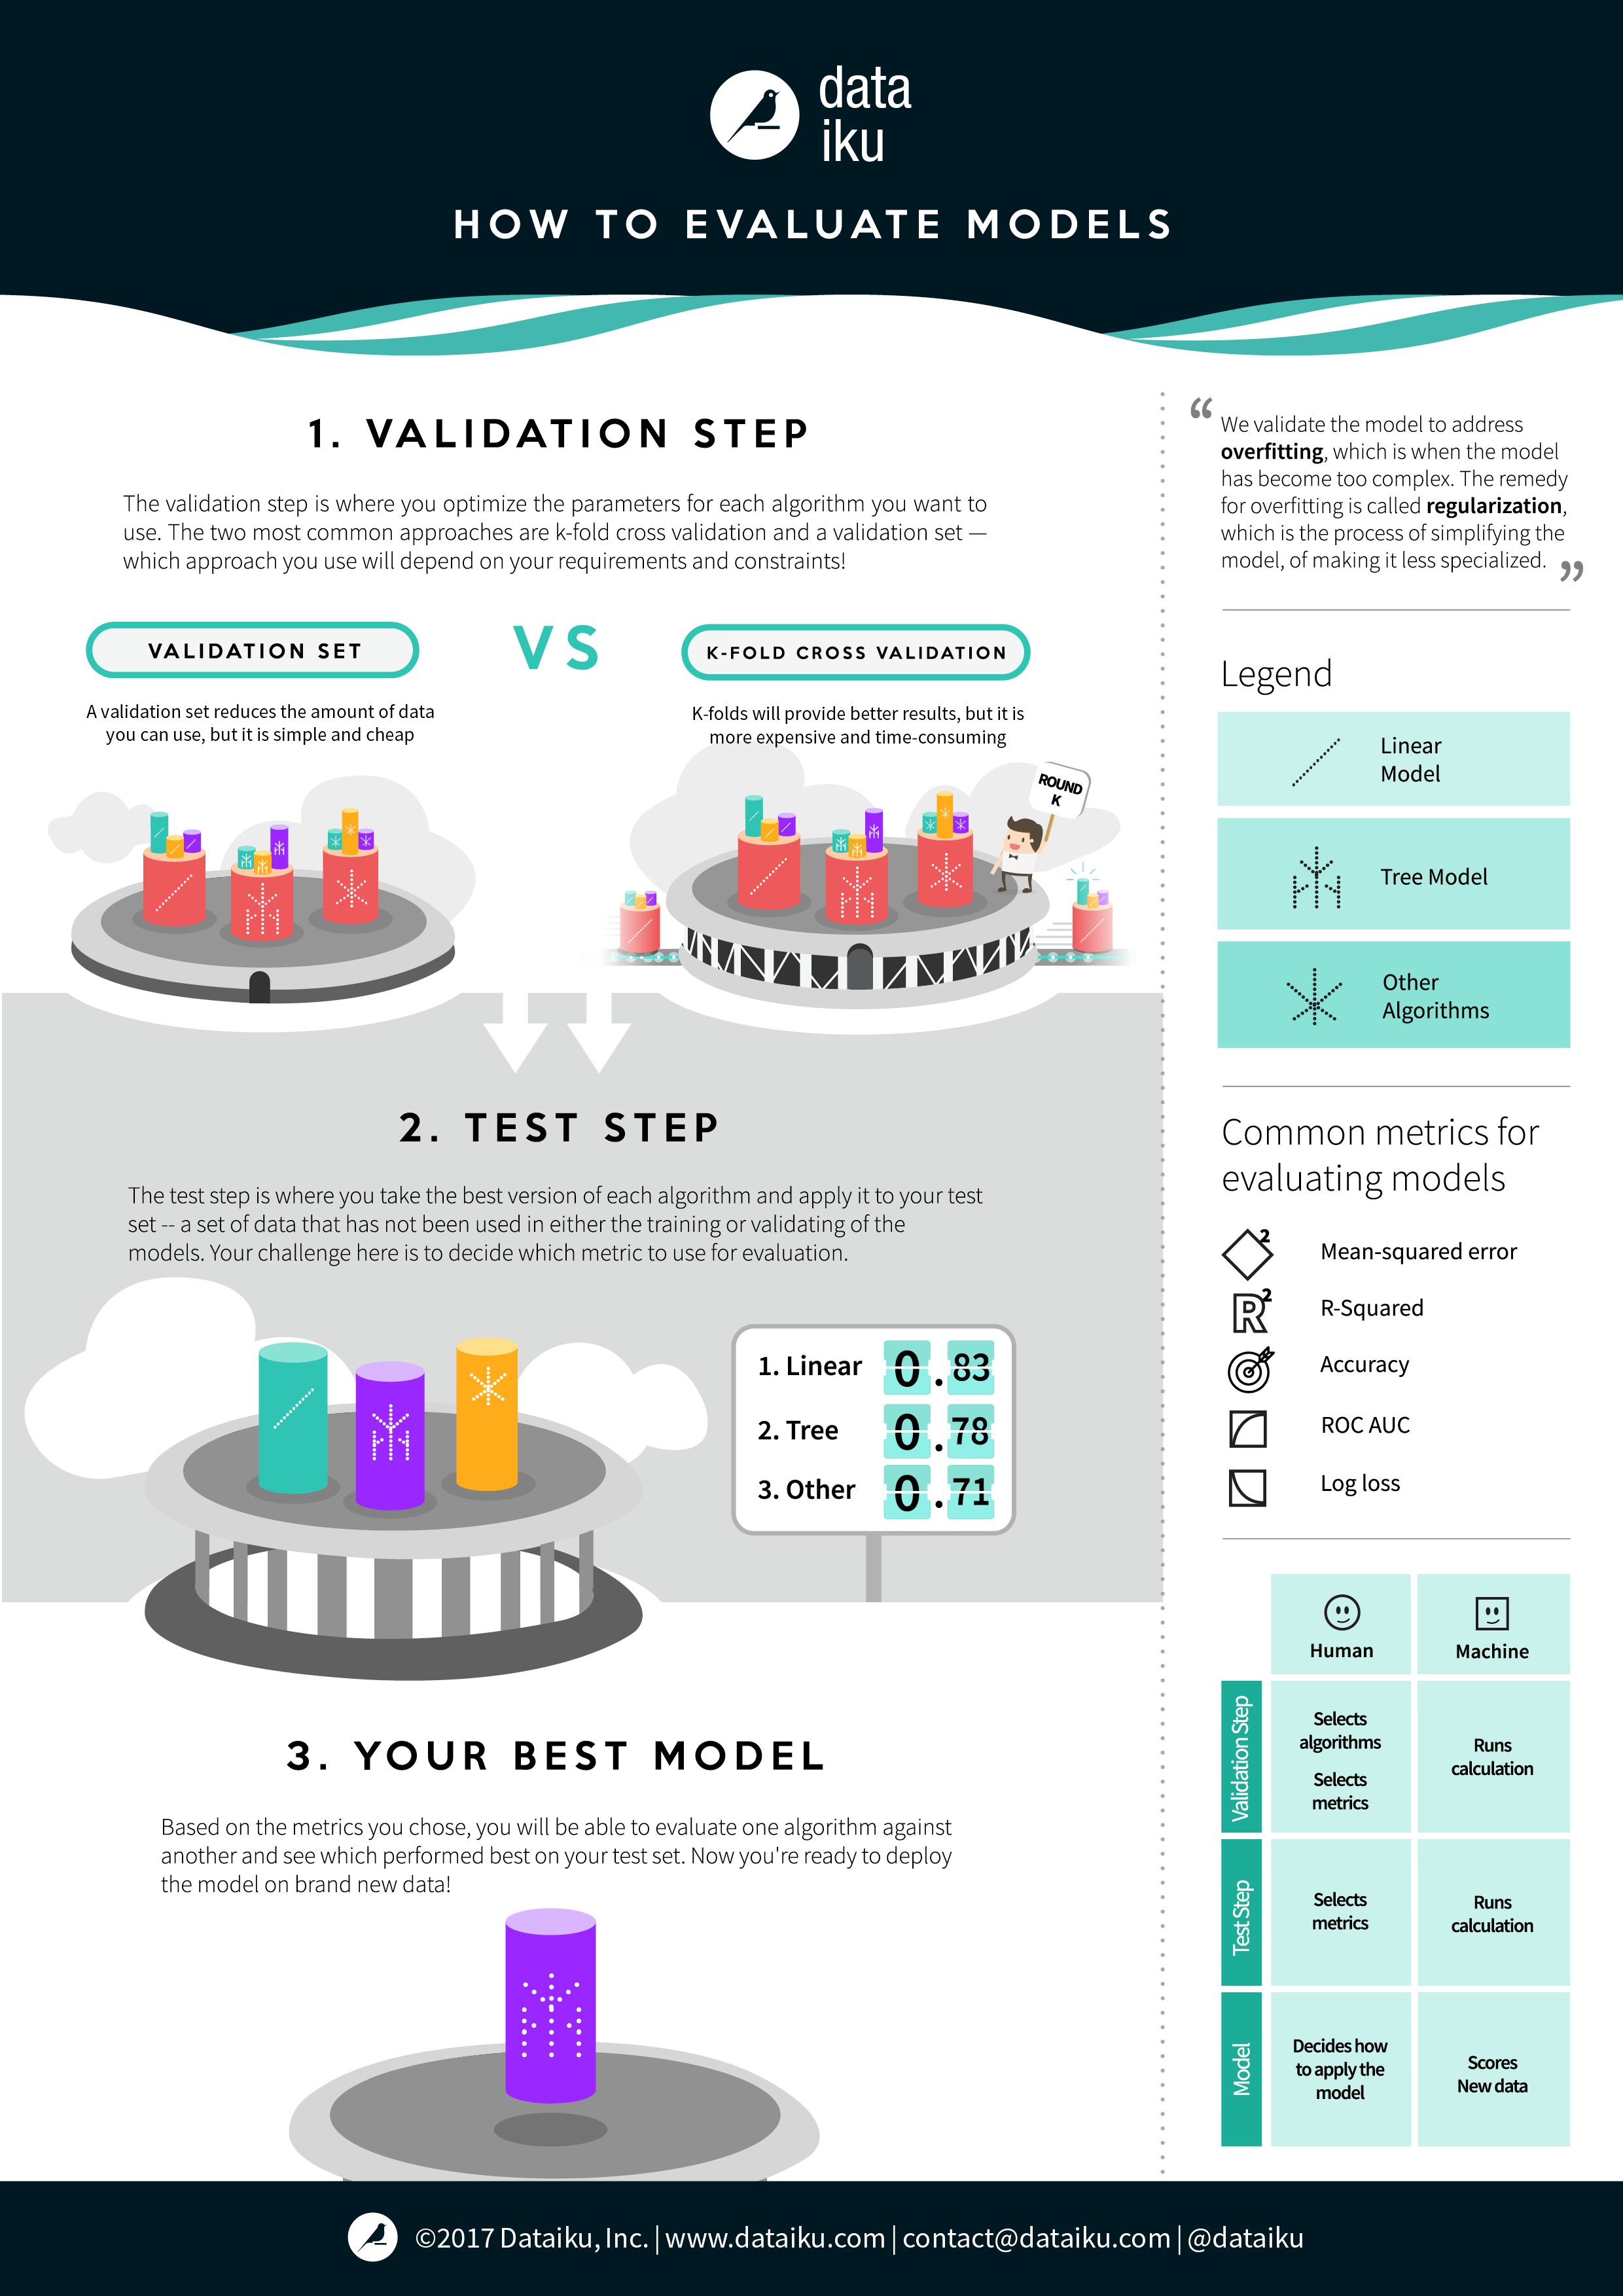 data
iku
HOW TO EVALUATE MODELS
1. VALIDATION STEP
The validation step is where you optimize the parameters for each algorithm you want to
use. The two most common approaches are k-fold cross validation and a validation set —
which approach you use will depend on your requirements and constraints!
VALIDATION SET
VS
K-FOLD CROSS VALIDATION
A validation set reduces the amount of data
you can use, but it is simple and cheap
K-folds will provide better results, but it is
more expensive and time-consuming
ROUND
K
2. TEST STEP
The test step is where you take the best version of each algorithm and apply it to your test
set -- a set of data that has not been used in either the training or validating of the
models. Your challenge here is to decide which metric to use for evaluation.
1. Linear 0.83
2. Tree 0.78
3. Other 0.71
3. YOUR BEST MODEL
Based on the metrics you chose, you will be able to evaluate one algorithm against
another and see which performed best on your test set. Now you're ready to deploy
the model on brand new data!
“ We validate the model to address
overfitting, which is when the model
has become too complex. The remedy
for overfitting is called regularization,
which is the process of simplifying the
model, of making it less specialized. ”
Legend
Linear
Model
Tree Model
Other
Algorithms
Common metrics for
evaluating models
2 Mean-squared error
R2 R-Squared
Accuracy
ROC AUC
Log loss
Human
Machine
Validation Step
Selects
algorithms
Selects
metrics
Runs
calculation
Test Step
Selects
metrics
Runs
calculation
Model
Decides how
to apply the
model
Scores
New data
©2017 Dataiku, Inc. | www.dataiku.com | contact@dataiku.com | @dataiku